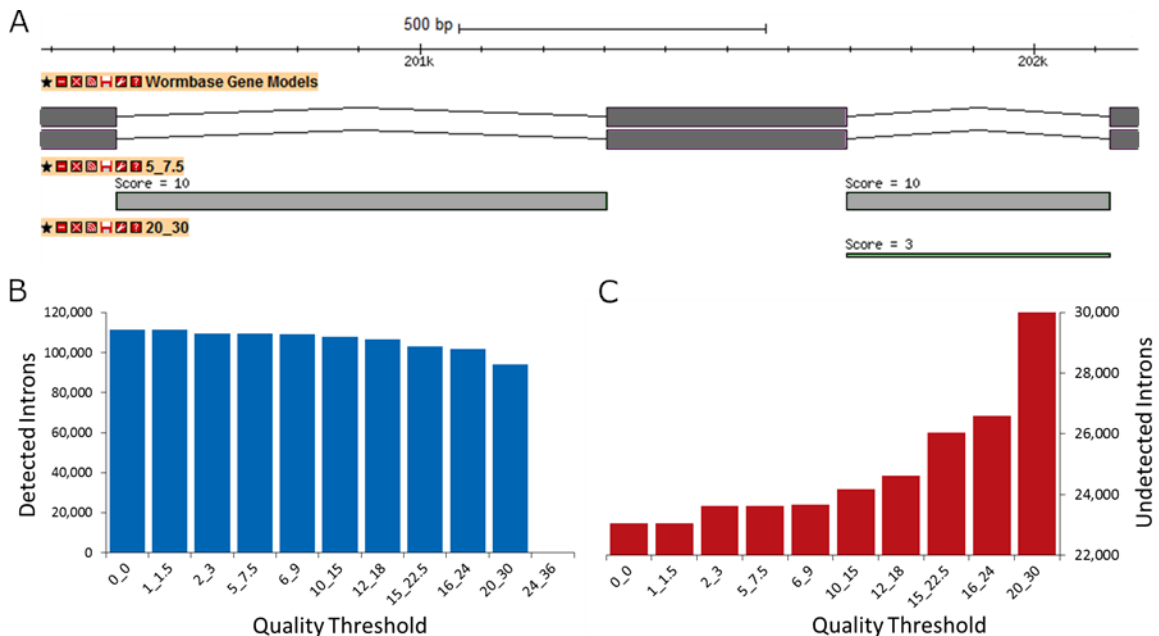 A
500 bp
201k
202k
Wormbase Gene Models
5_7.5
Score = 10
Score = 10
20_30
Score = 3
B
Detected Introns
120,000
100,000
80,000
60,000
40,000
20,000
0
0_0
1_1.5
2_3
5_7.5
6_9
10_15
12_18
15_22.5
16_24
20_30
24_36
Quality Threshold
C
30,000
28,000
26,000
24,000
22,000
Undetected Introns
0_0
1_1.5
2_3
5_7.5
6_9
10_15
12_18
15_22.5
16_24
20_30
Quality Threshold